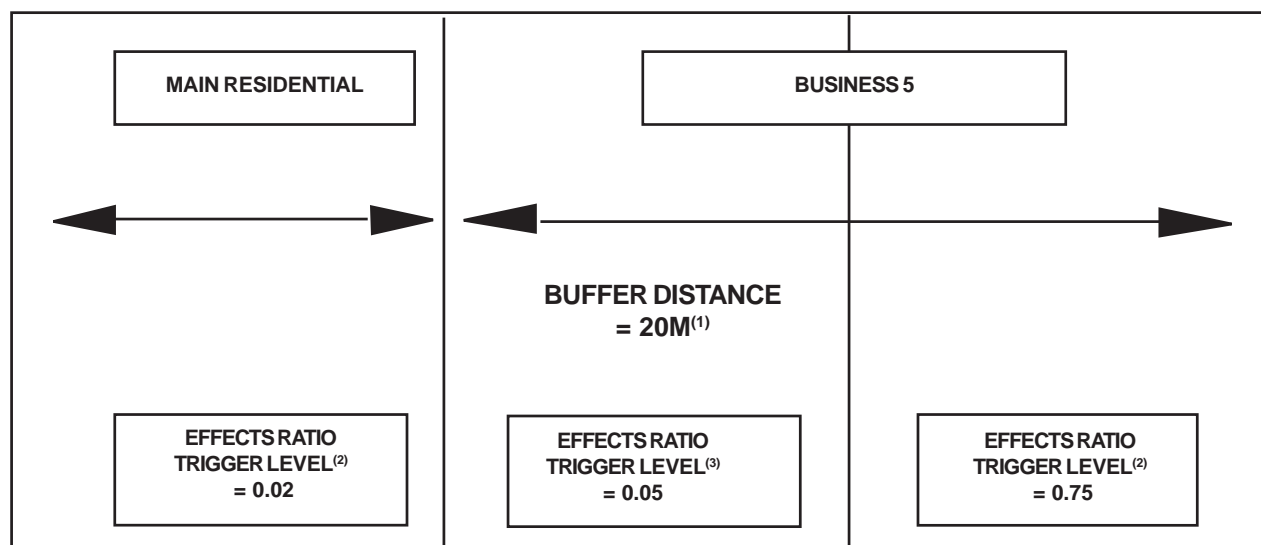 MAIN RESIDENTIAL
BUSINESS 5
BUFFER DISTANCE
= 20M(1)
EFFECTS RATIO
TRIGGER LEVEL(2)
= 0.02
EFFECTS RATIO
TRIGGER LEVEL(3)
= 0.05
EFFECTS RATIO
TRIGGER LEVEL(2)
= 0.75